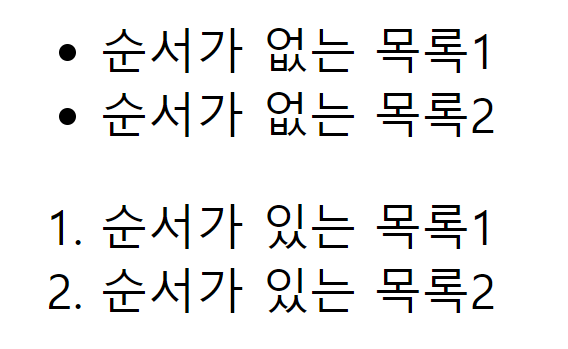 • 순서가 없는 목록1
• 순서가 없는 목록2
1. 순서가 있는 목록1
2. 순서가 있는 목록2